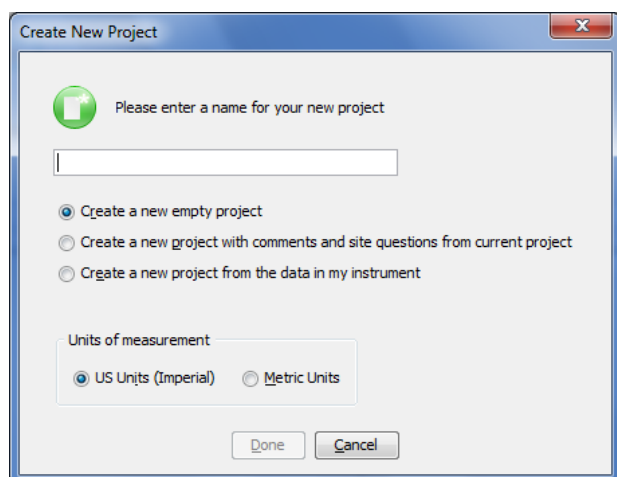 Create New Project
Please enter a name for your new project
Create a new empty project
Create a new project with comments and site questions from current project
Create a new project from the data in my instrument
Units of measurement
US Units (Imperial) Metric Units
Done Cancel